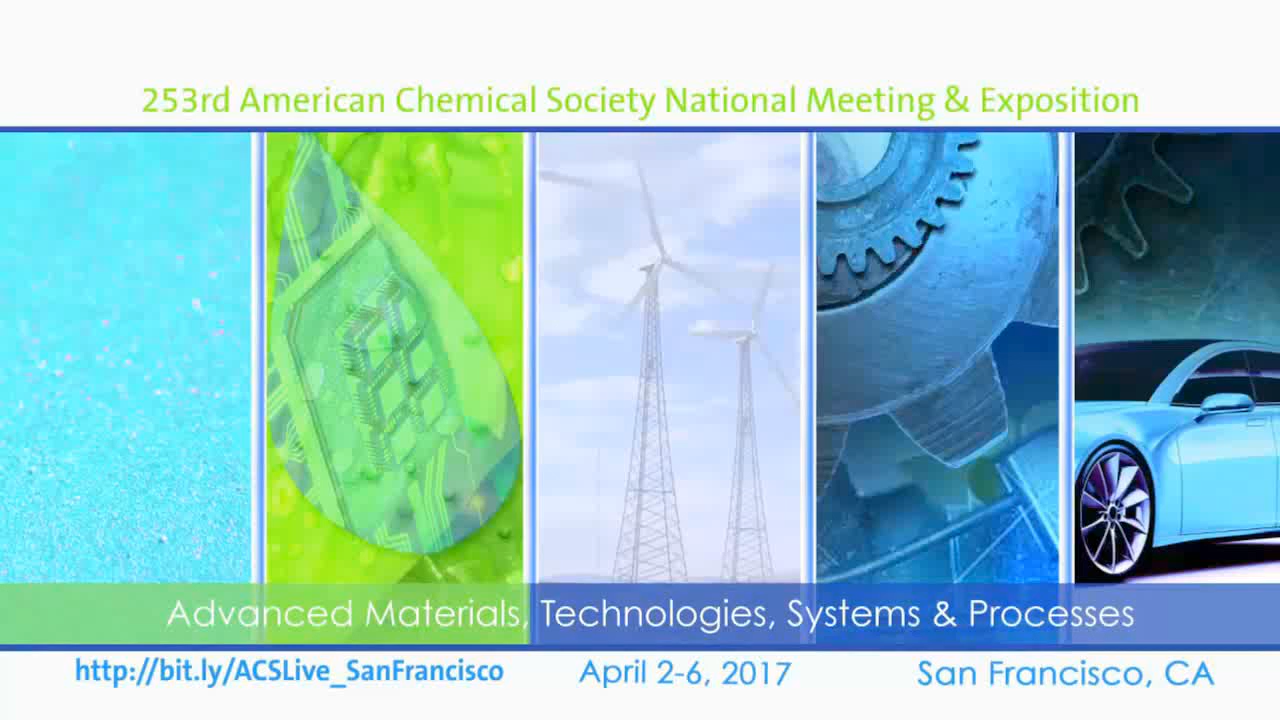 253rd American Chemical Society National Meeting & Exposition
Advanced Materials, Technologies, Systems & Processes
http://bit.ly/ACSLive_SanFrancisco April 2-6, 2017 San Francisco, CA